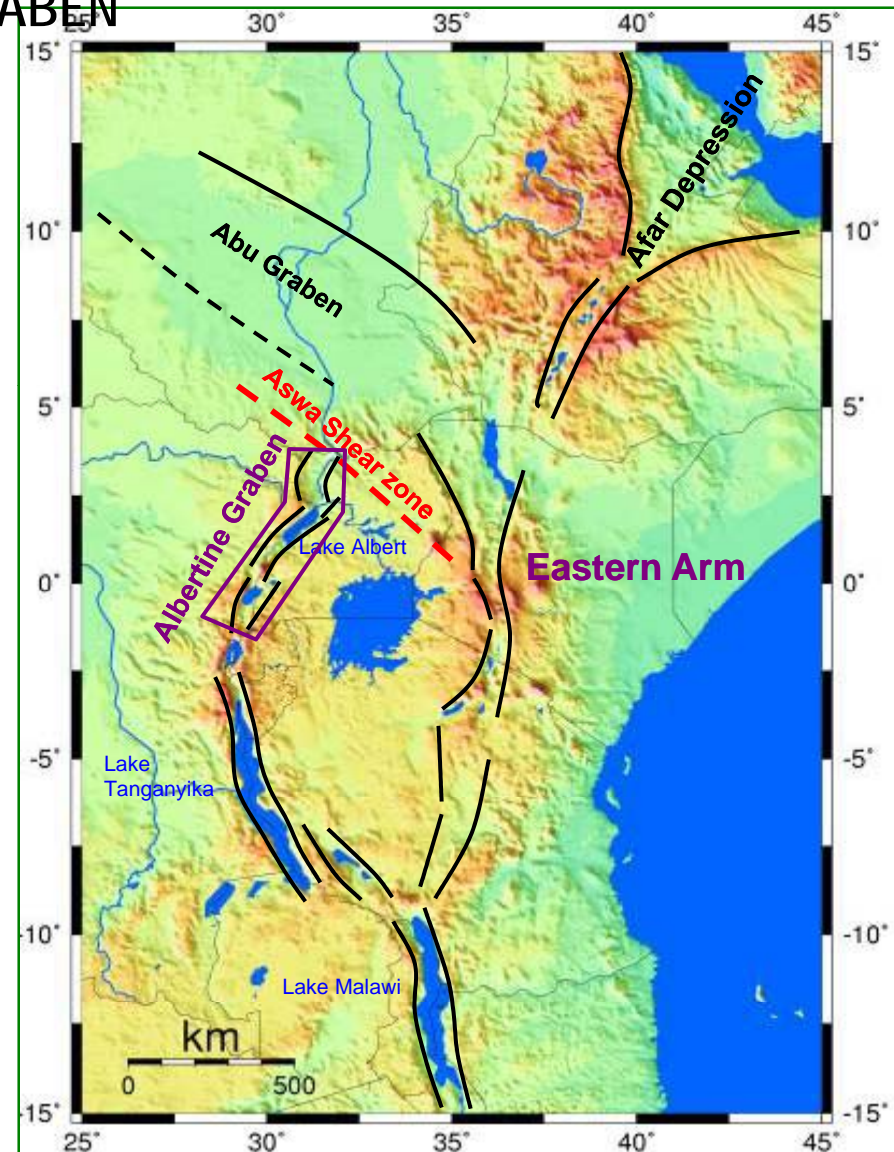 ABEN
25° 30° 35° 40° 45°
15° 15°
Afar Depression
10° 10°
Abu Graben
5° 5°
Aswa Shear zone
Albertine Graben
Lake Albert
Eastern Arm
0° 0°
-5° -5°
Lake
Tanganyika
-10° -10°
Lake Malawi
km
0 500
-15° -15°
25° 30° 35° 40° 45°